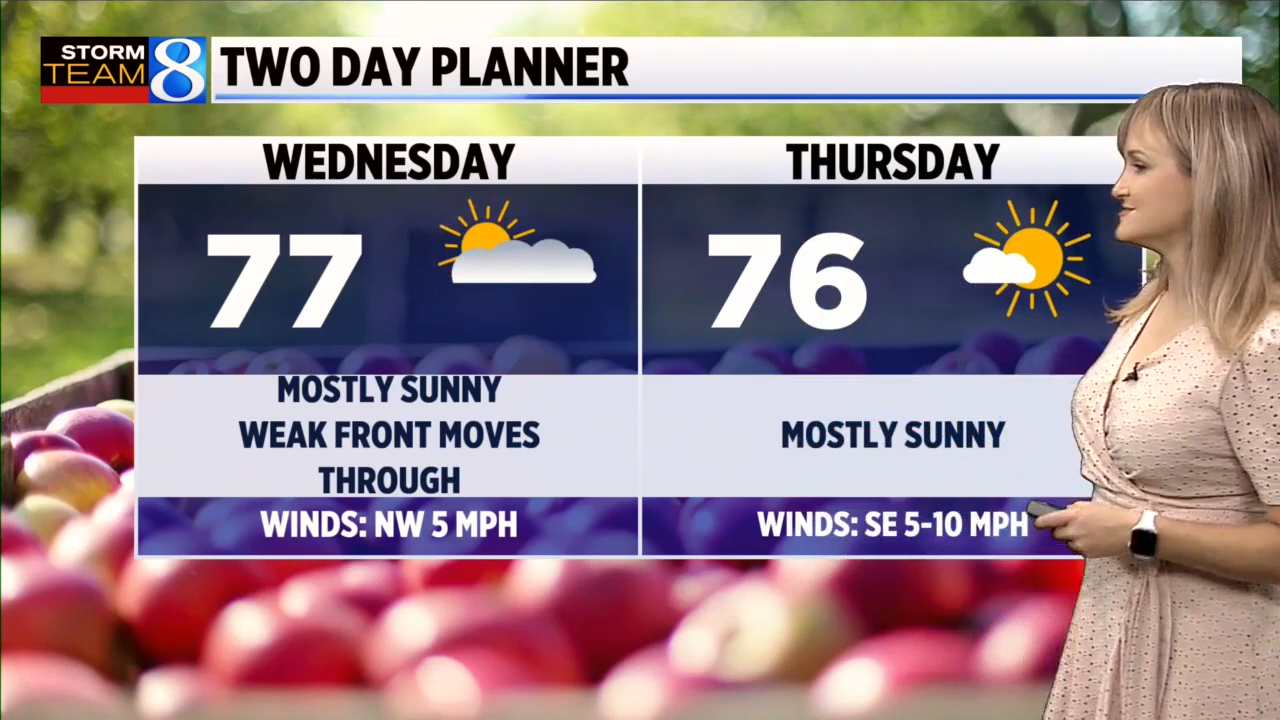 STORM
TEAM 8
TWO DAY PLANNER
WEDNESDAY
THURSDAY
77
76
MOSTLY SUNNY
WEAK FRONT MOVES
THROUGH
MOSTLY SUNNY
WINDS: NW 5 MPH
WINDS: SE 5-10 MPH